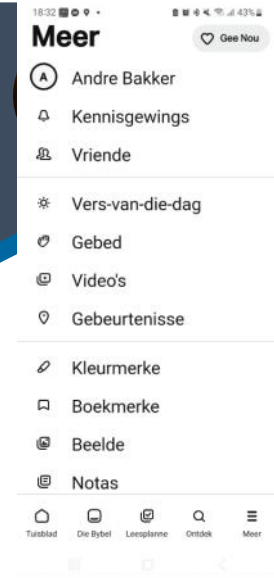 18:32 43%
Meer
Gee Nou
A Andre Bakker
Kennisgewings
Vriende
Vers-van-die-dag
Gebed
Video's
Gebeurtenisse
Kleurmerke
Boekmerke
Beelde
Notas
Tuisblad Die Bybel Leesplanne Ontdek Meer